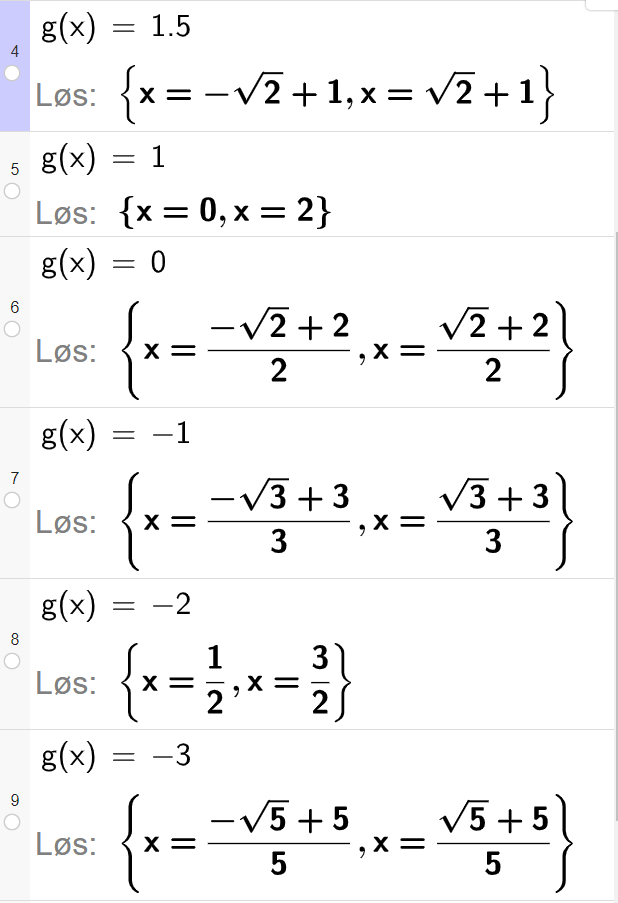 4
g(x) = 1.5
Løs: {x = −√2 + 1, x = √2 + 1}
5
g(x) = 1
Løs: {x = 0, x = 2}
6
g(x) = 0
Løs: {x = (−√2 + 2)/2, x = (√2 + 2)/2}
7
g(x) = −1
Løs: {x = (−√3 + 3)/3, x = (√3 + 3)/3}
8
g(x) = −2
Løs: {x = 1/2, x = 3/2}
9
g(x) = −3
Løs: {x = (−√5 + 5)/5, x = (√5 + 5)/5}